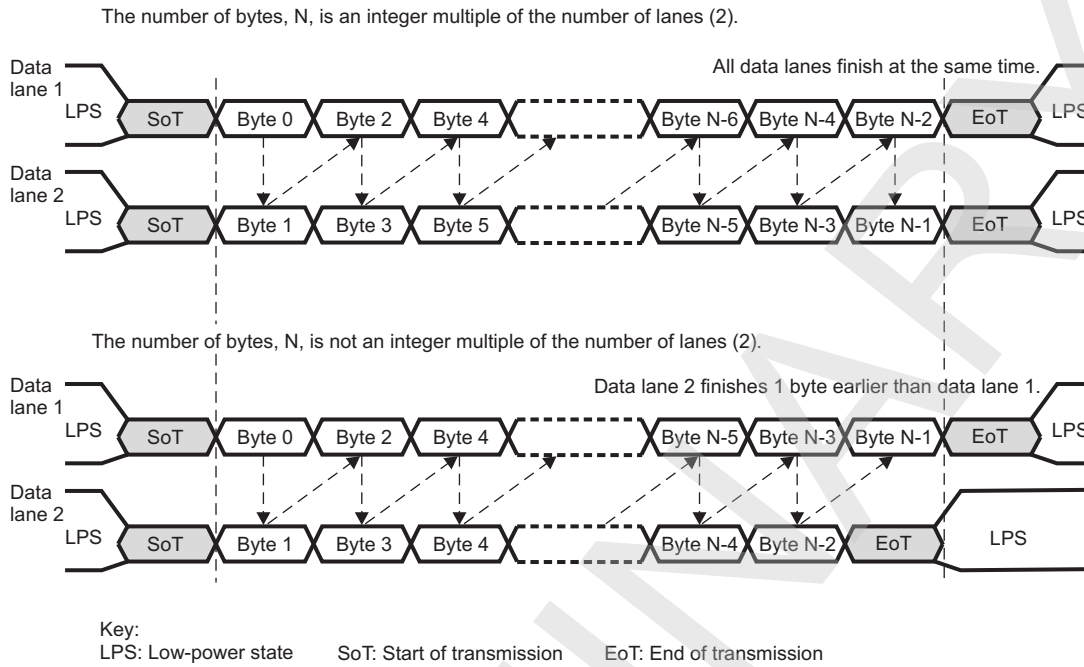 The number of bytes, N, is an integer multiple of the number of lanes (2).
All data lanes finish at the same time.
Data
lane 1
LPS SoT Byte 0 Byte 2 Byte 4 Byte N-6 Byte N-4 Byte N-2 EoT LPS
Data
lane 2
LPS SoT Byte 1 Byte 3 Byte 5 Byte N-5 Byte N-3 Byte N-1 EoT LPS
The number of bytes, N, is not an integer multiple of the number of lanes (2).
Data lane 2 finishes 1 byte earlier than data lane 1.
Data
lane 1
LPS SoT Byte 0 Byte 2 Byte 4 Byte N-5 Byte N-3 Byte N-1 EoT LPS
Data
lane 2
LPS SoT Byte 1 Byte 3 Byte 4 Byte N-4 Byte N-2 EoT LPS
Key:
LPS: Low-power state SoT: Start of transmission EoT: End of transmission